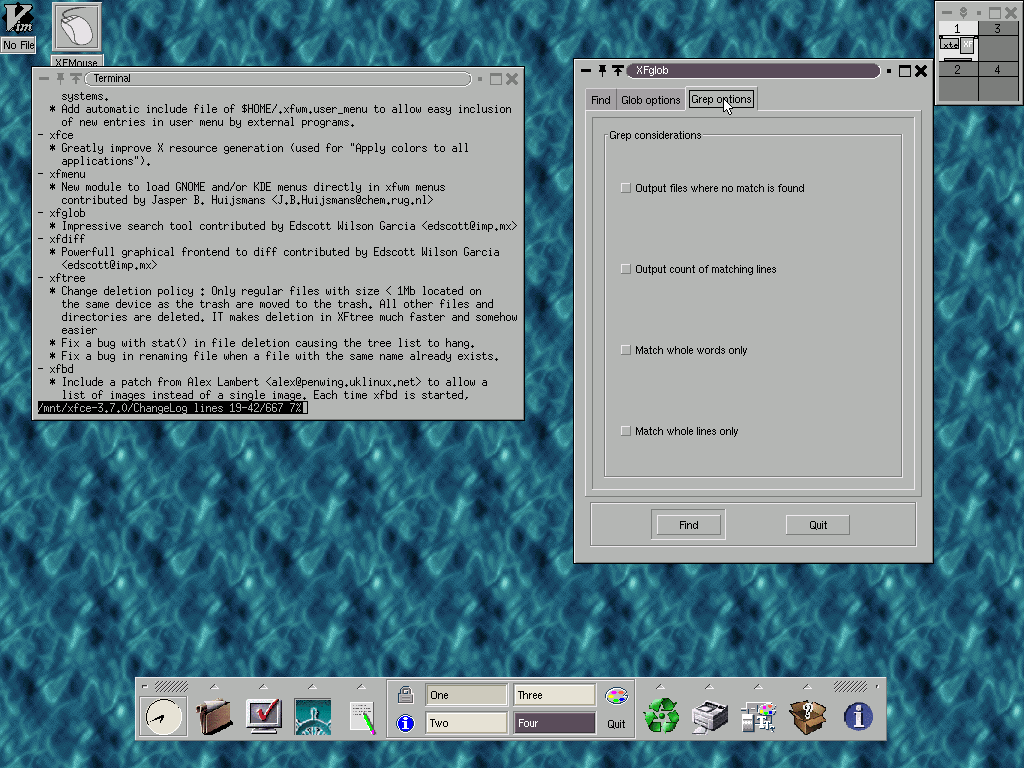 Vim
No File
XFMouse
Terminal
systems.
* Add automatic include file of $HOME/.xfwm.user_menu to allow easy inclusion
of new entries in user menu by external programs.
- xfce
* Greatly improve X resource generation (used for "Apply colors to all
applications").
- xfmenu
* New module to load GNOME and/or KDE menus directly in xfwm menus
contributed by Jasper B. Huijsmans <J.B.Huijsmans@chem.rug.nl>
- xfglob
* Impressive search tool contributed by Edscott Wilson Garcia <edscott@imp.mx>
- xfdiff
* Powerfull graphical frontend to diff contributed by Edscott Wilson Garcia
<edscott@imp.mx>
- xftree
* Change deletion policy : Only regular files with size < 1Mb located on
the same device as the trash are moved to the trash. All other files and
directories are deleted. IT makes deletion in XFtree much faster and somehow
easier
* Fix a bug with stat() in file deletion causing the tree list to hang.
* Fix a bug in renaming file when a file with the same name already exists.
- xfbd
* Include a patch from Alex Lambert <alex@penwing.uklinux.net> to allow a
list of images instead of a single image. Each time xfbd is started,
/mnt/xfce-3.7.0/ChangeLog lines 19-42/667 7%
XFglob
Find
Glob options
Grep options
Grep considerations
Output files where no match is found
Output count of matching lines
Match whole words only
Match whole lines only
Find
Quit
1
3
xte
XF
2
4
One
Three
Two
Four
Quit